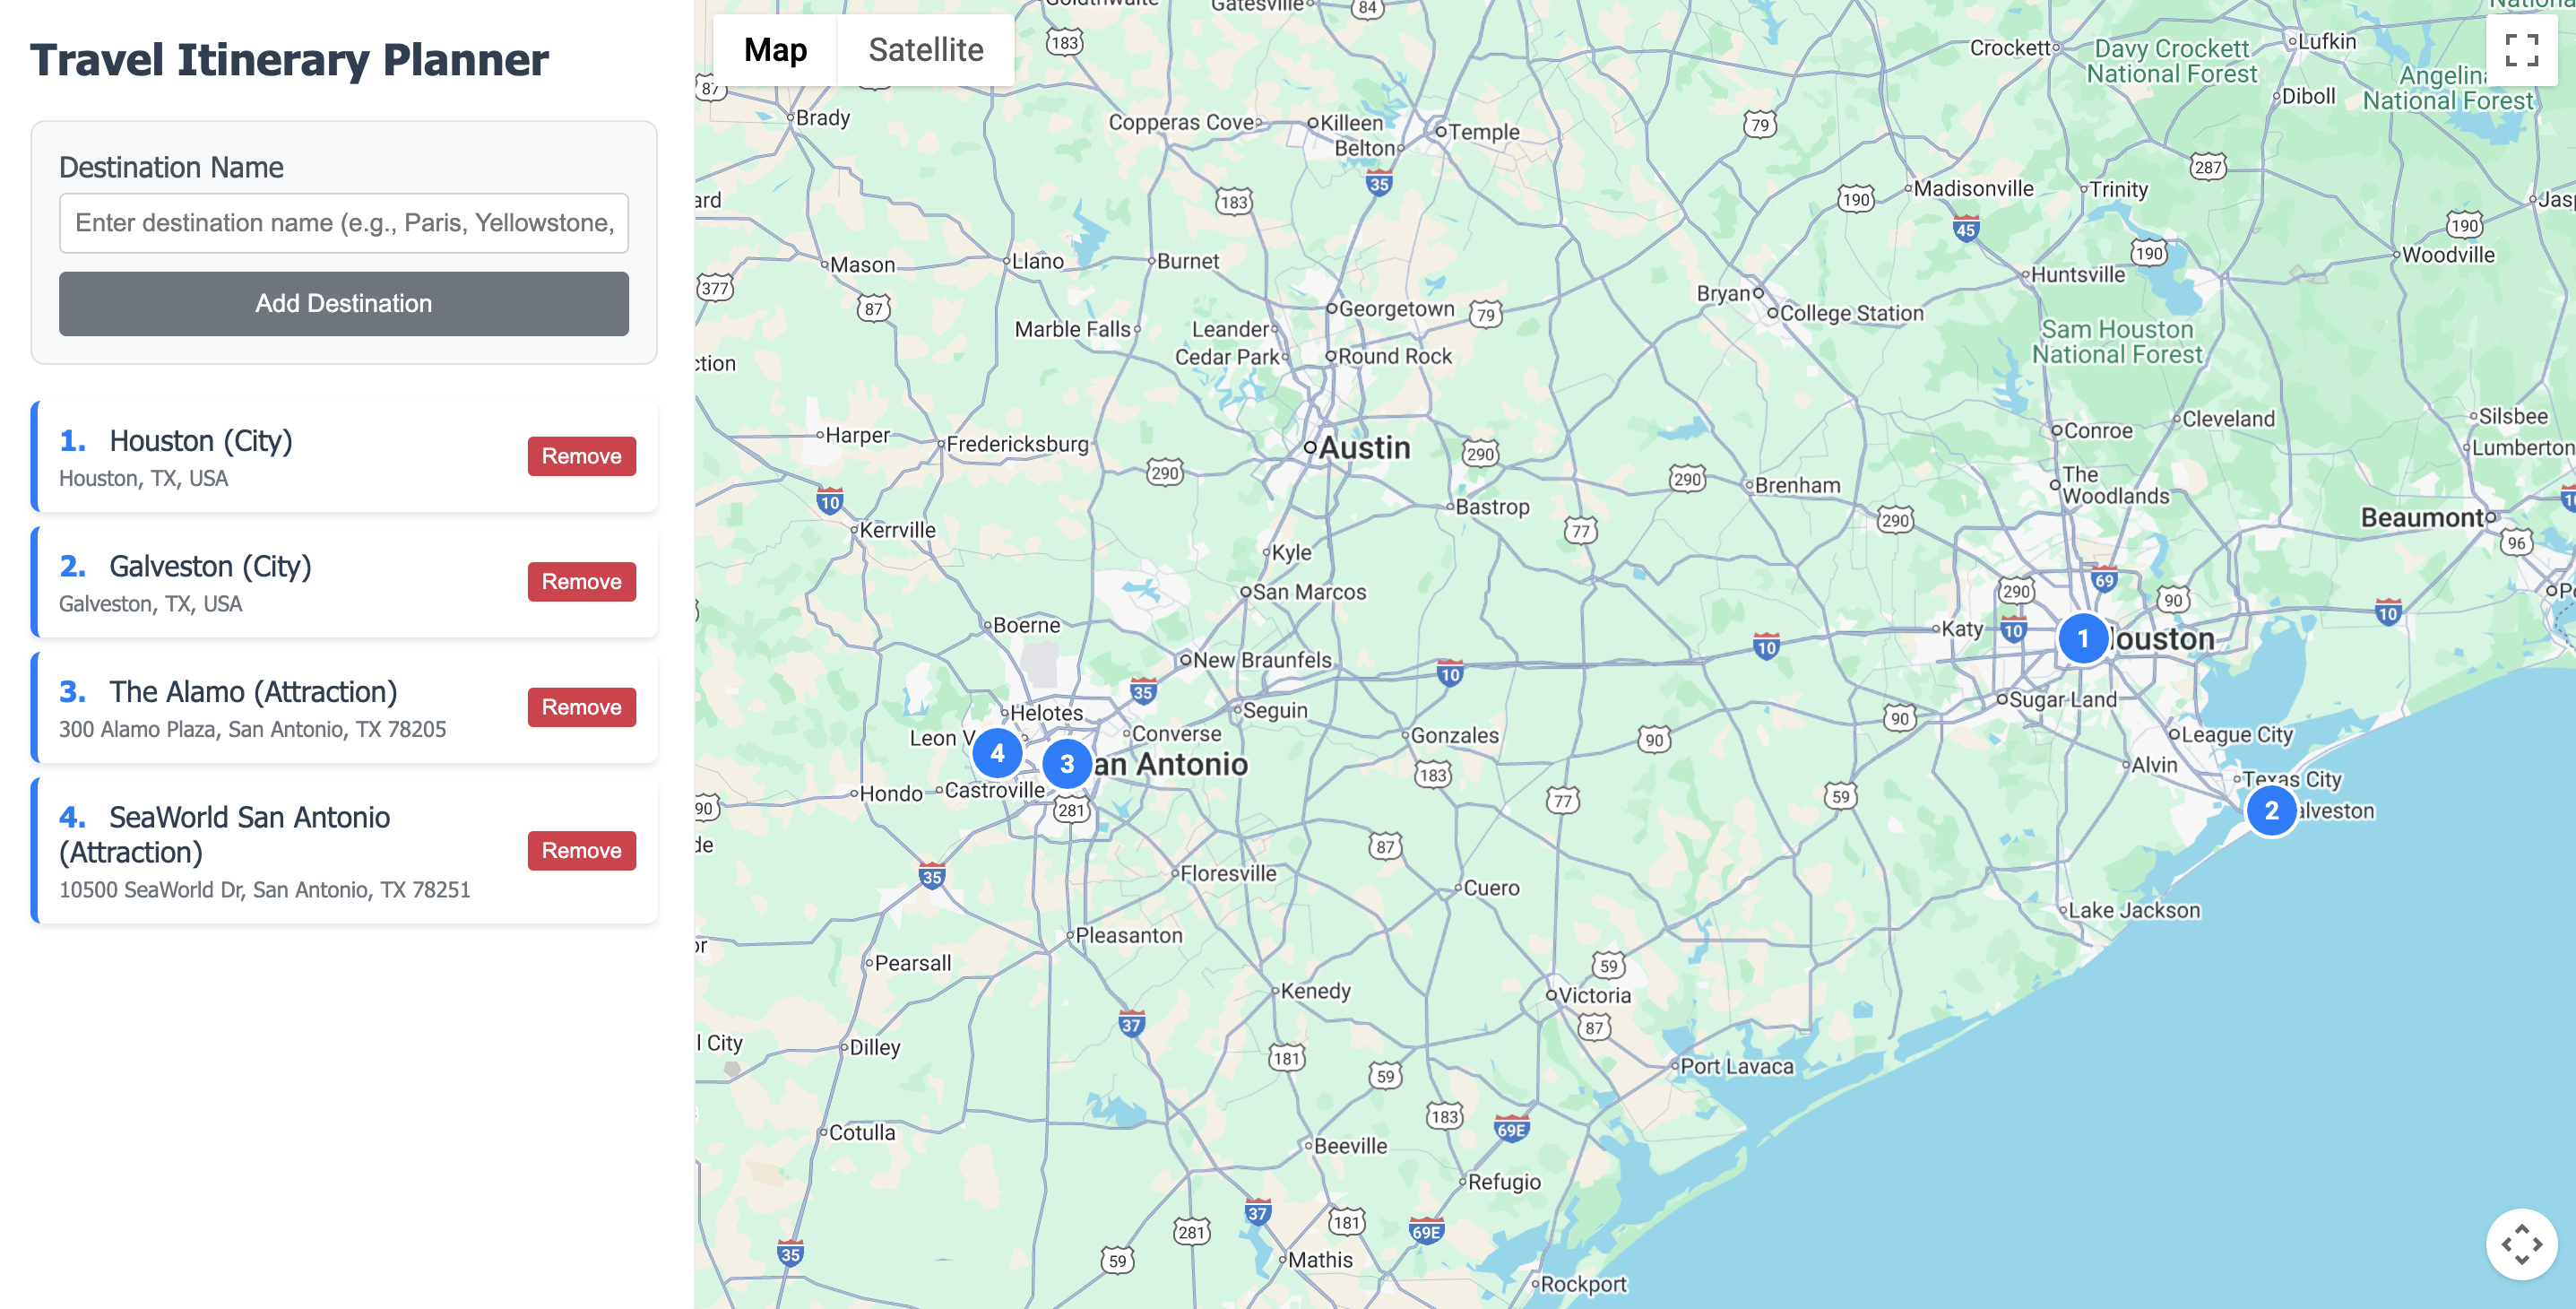 Travel Itinerary Planner
Destination Name
Enter destination name (e.g., Paris, Yellowstone,
Add Destination
1. Houston (City)
Houston, TX, USA
Remove
2. Galveston (City)
Galveston, TX, USA
Remove
3. The Alamo (Attraction)
300 Alamo Plaza, San Antonio, TX 78205
Remove
4. SeaWorld San Antonio
(Attraction)
10500 SeaWorld Dr, San Antonio, TX 78251
Remove
Map
Satellite
Gatesville
84
183
87
Brady
Copperas Cove
Killeen
Temple
Belton
35
183
79
Crockett
Davy Crockett
National Forest
Lufkin
Diboll
Angelina
National Forest
287
Madisonville
Trinity
190
45
190
190
Woodville
Huntsville
ard
Mason
Llano
Burnet
377
87
Georgetown
79
Bryan
College Station
Marble Falls
Leander
Cedar Park
Round Rock
Sam Houston
National Forest
ction
Harper
Fredericksburg
290
Austin
290
290
Brenham
Conroe
Cleveland
Silsbee
Lumberton
The
Woodlands
10
Kerrville
Bastrop
77
290
Beaumont
96
Kyle
San Marcos
69
290
90
Boerne
New Braunfels
10
10
Katy
10
1
ouston
10
35
Helotes
Seguin
Sugar Land
90
Leon V
4
3
Converse
an Antonio
Gonzales
90
183
League City
Alvin
Texas City
2
alveston
90
Hondo
Castroville
281
77
59
de
35
87
Floresville
Cuero
Lake Jackson
or
Pleasanton
Pearsall
59
Kenedy
Victoria
87
37
l City
Dilley
181
59
Port Lavaca
183
69E
Cotulla
Beeville
Refugio
37
181
69E
281
35
59
Mathis
Rockport